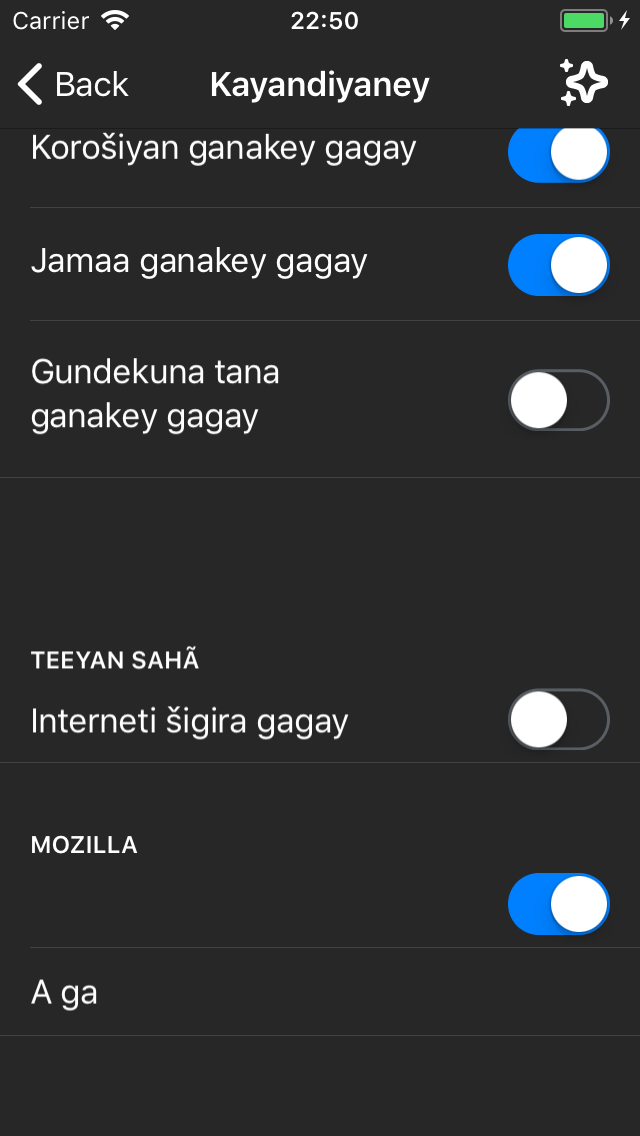 Carrier 22:50
Back Kayandiyaney
Korošiyan ganakey gagay
Jamaa ganakey gagay
Gundekuna tana
ganakey gagay
TEEYAN SAHÃ
Interneti šigira gagay
MOZILLA
A ga